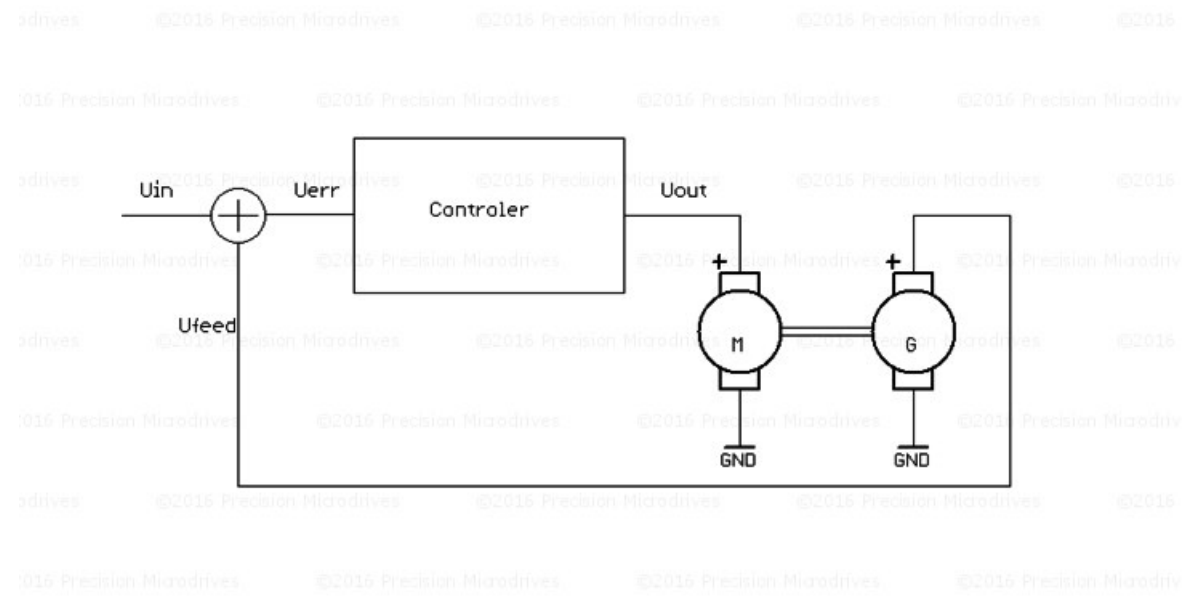 ©2016 Precision Microdrives
Uin
Uerr
Controler
Uout
+
+
Ufeed
M
G
GND
GND